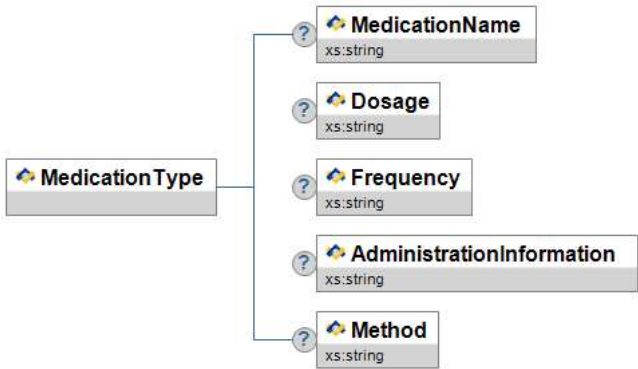 MedicationName
xs:string
?
Dosage
xs:string
?
MedicationType
Frequency
xs:string
?
AdministrationInformation
xs:string
?
Method
xs:string
?